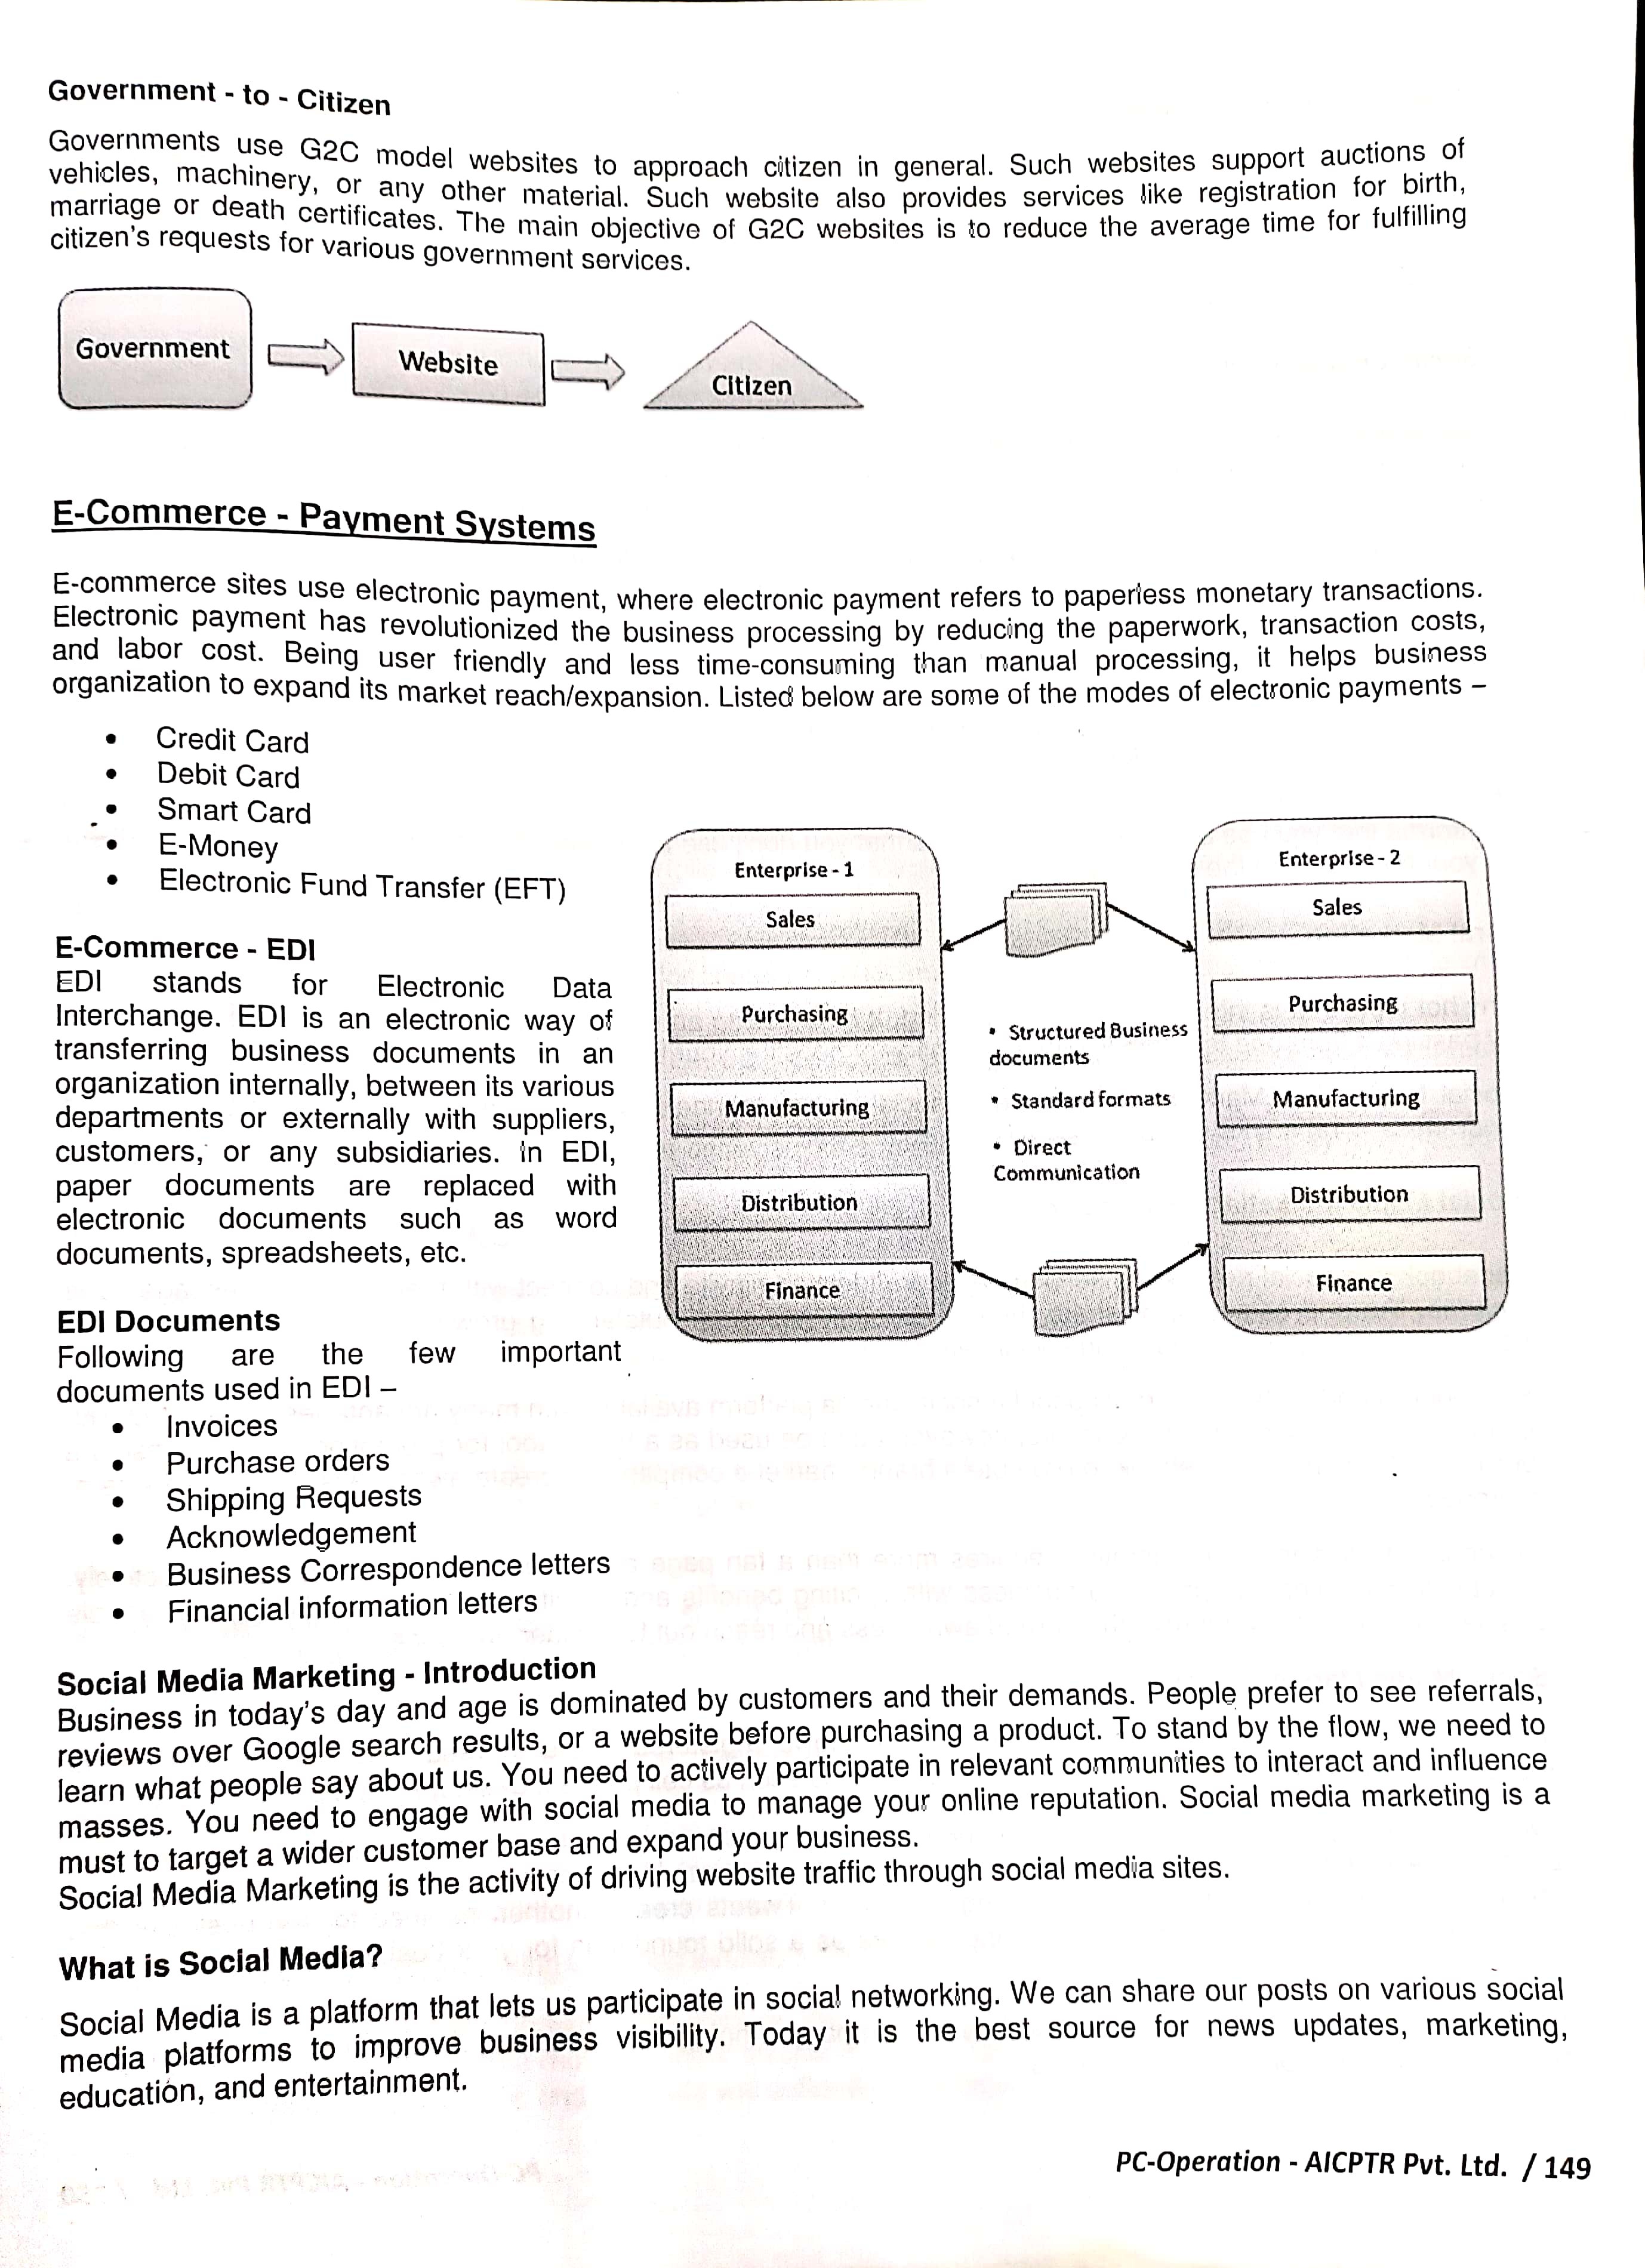 Government - to - Citizen
Governments use G2C model websites to approach citizen in general. Such websites support auctions of
vehicles, machinery, or any other material. Such website also provides services like registration for birth,
marriage or death certificates. The main objective of G2C websites is to reduce the average time for fulfilling
citizen's requests for various government services.
Government
Website
Citizen
E-Commerce - Payment Systems
E-commerce sites use electronic payment, where electronic payment refers to paperless monetary transactions.
Electronic payment has revolutionized the business processing by reducing the paperwork, transaction costs,
and labor cost. Being user friendly and less time-consuming than manual processing, it helps business
organization to expand its market reach/expansion. Listed below are some of the modes of electronic payments –
• Credit Card
• Debit Card
• Smart Card
• E-Money
• Electronic Fund Transfer (EFT)
E-Commerce - EDI
EDI stands for Electronic Data
Interchange. EDI is an electronic way of
transferring business documents in an
organization internally, between its various
departments or externally with suppliers,
customers, or any subsidiaries. In EDI,
paper documents are replaced with
electronic documents such as word
documents, spreadsheets, etc.
Enterprise - 1
Sales
Purchasing
Manufacturing
Distribution
Finance
• Structured Business
documents
• Standard formats
• Direct
Communication
Enterprise - 2
Sales
Purchasing
Manufacturing
Distribution
Finance
EDI Documents
Following are the few important
documents used in EDI –
• Invoices
• Purchase orders
• Shipping Requests
• Acknowledgement
• Business Correspondence letters
• Financial information letters
Social Media Marketing - Introduction
Business in today's day and age is dominated by customers and their demands. People prefer to see referrals,
reviews over Google search results, or a website before purchasing a product. To stand by the flow, we need to
learn what people say about us. You need to actively participate in relevant communities to interact and influence
masses. You need to engage with social media to manage your online reputation. Social media marketing is a
must to target a wider customer base and expand your business.
Social Media Marketing is the activity of driving website traffic through social media sites.
What is Social Media?
Social Media is a platform that lets us participate in social networking. We can share our posts on various social
media platforms to improve business visibility. Today it is the best source for news updates, marketing,
education, and entertainment.
PC-Operation - AICPTR Pvt. Ltd. / 149